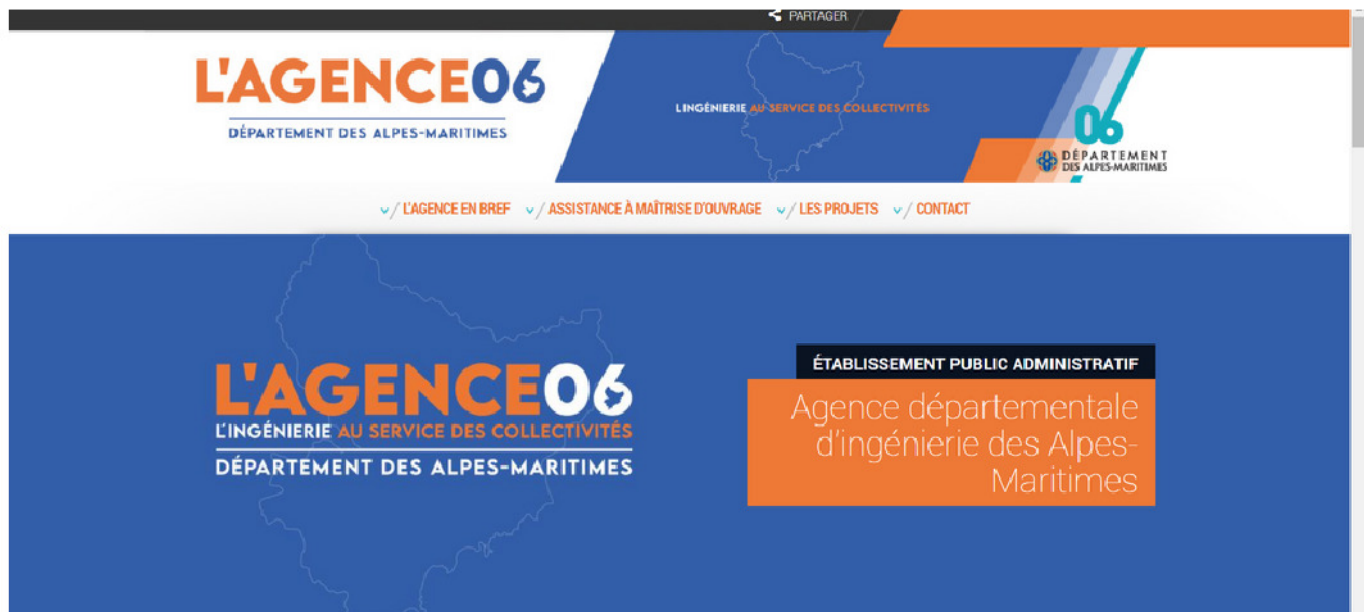 PARTAGER
L'AGENCE06
DÉPARTEMENT DES ALPES-MARITIMES
L'INGÉNIERIE AU SERVICE DES COLLECTIVITÉS
06
DÉPARTEMENT
DES ALPES-MARITIMES
L'AGENCE EN BREF / ASSISTANCE À MAÎTRISE D'OUVRAGE / LES PROJETS / CONTACT
L'AGENCE06
L'INGÉNIERIE AU SERVICE DES COLLECTIVITÉS
DÉPARTEMENT DES ALPES-MARITIMES
ÉTABLISSEMENT PUBLIC ADMINISTRATIF
Agence départementale
d'ingénierie des Alpes-
Maritimes